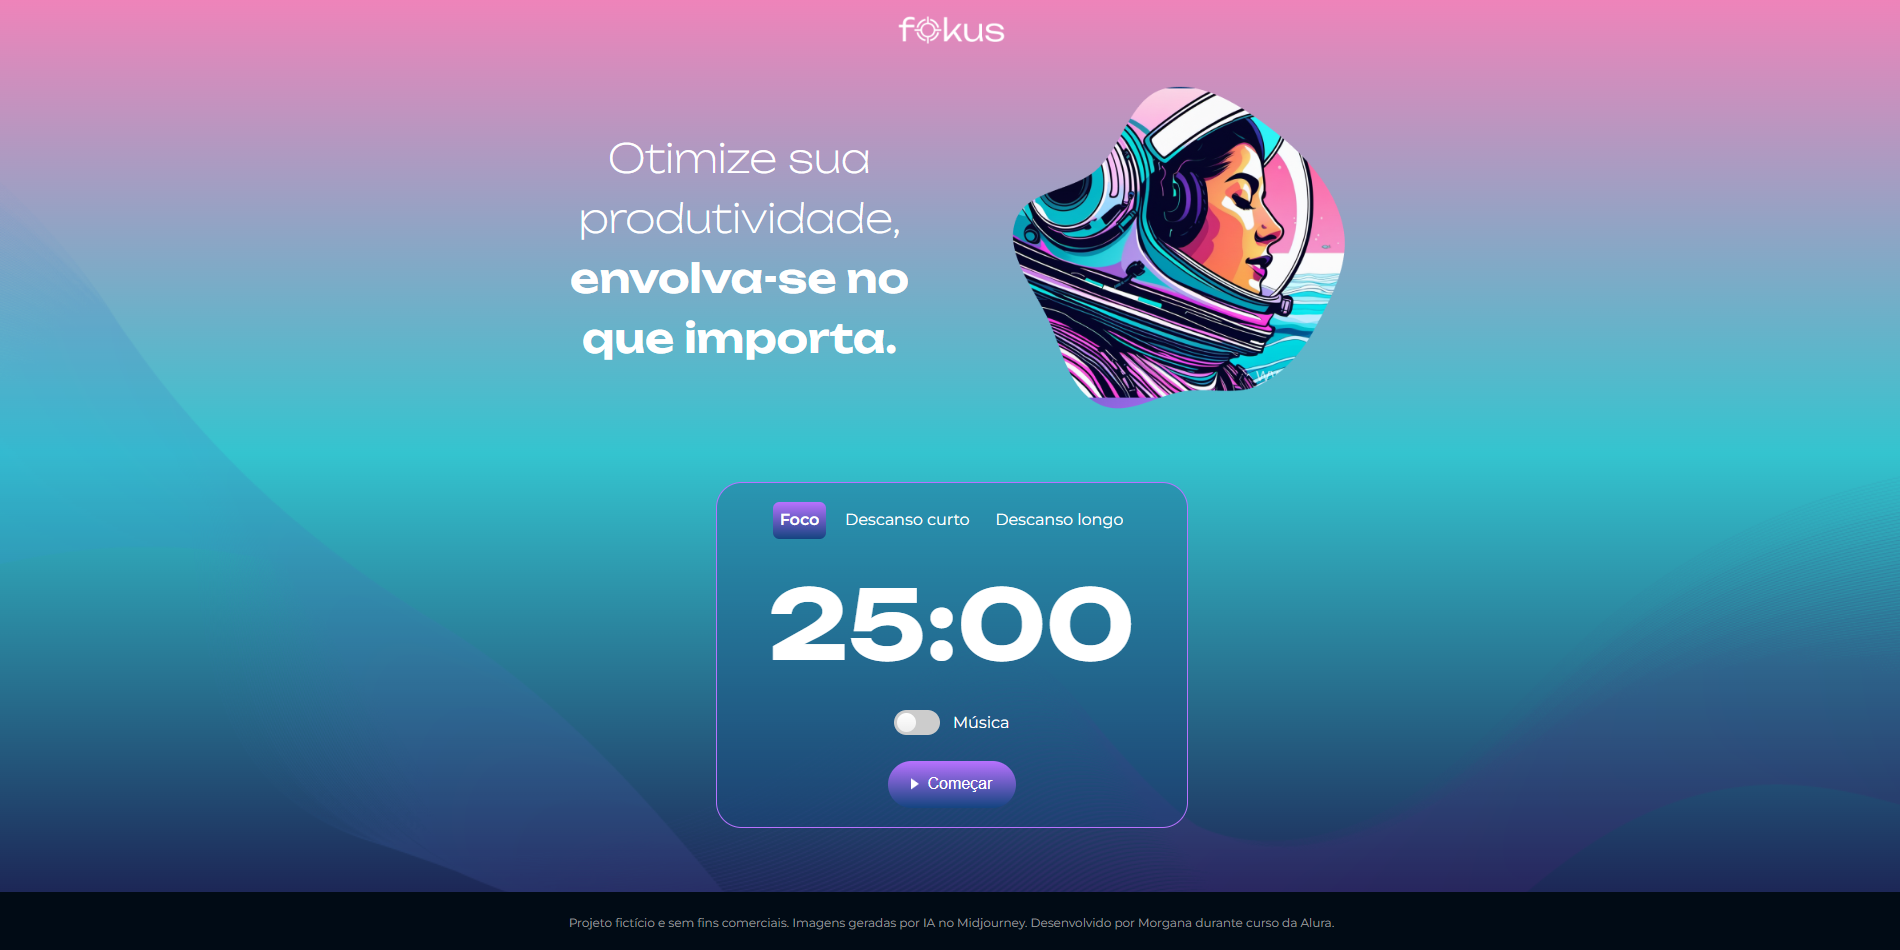 fokus
Otimize sua
produtividade,
envolva-se no
que importa.
Foco Descanso curto Descanso longo
25:00
Música
Começar
Projeto fictício e sem fins comerciais. Imagens geradas por IA no Midjourney. Desenvolvido por Morgana durante curso da Alura.